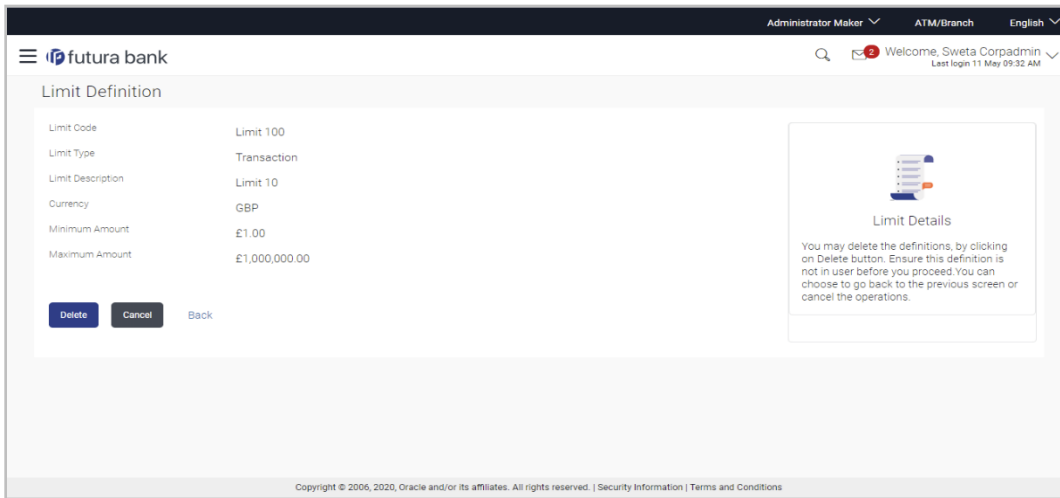 Administrator Maker ATM/Branch English
futura bank
2 Welcome, Sweta Corpadmin
Last login 11 May 09:32 AM
Limit Definition
Limit Code Limit 100
Limit Type Transaction
Limit Description Limit 10
Currency GBP
Minimum Amount £1.00
Maximum Amount £1,000,000.00
Delete Cancel Back
Limit Details
You may delete the definitions, by clicking
on Delete button. Ensure this definition is
not in user before you proceed.You can
choose to go back to the previous screen or
cancel the operations.
Copyright © 2006, 2020, Oracle and/or its affiliates. All rights reserved. | Security Information | Terms and Conditions